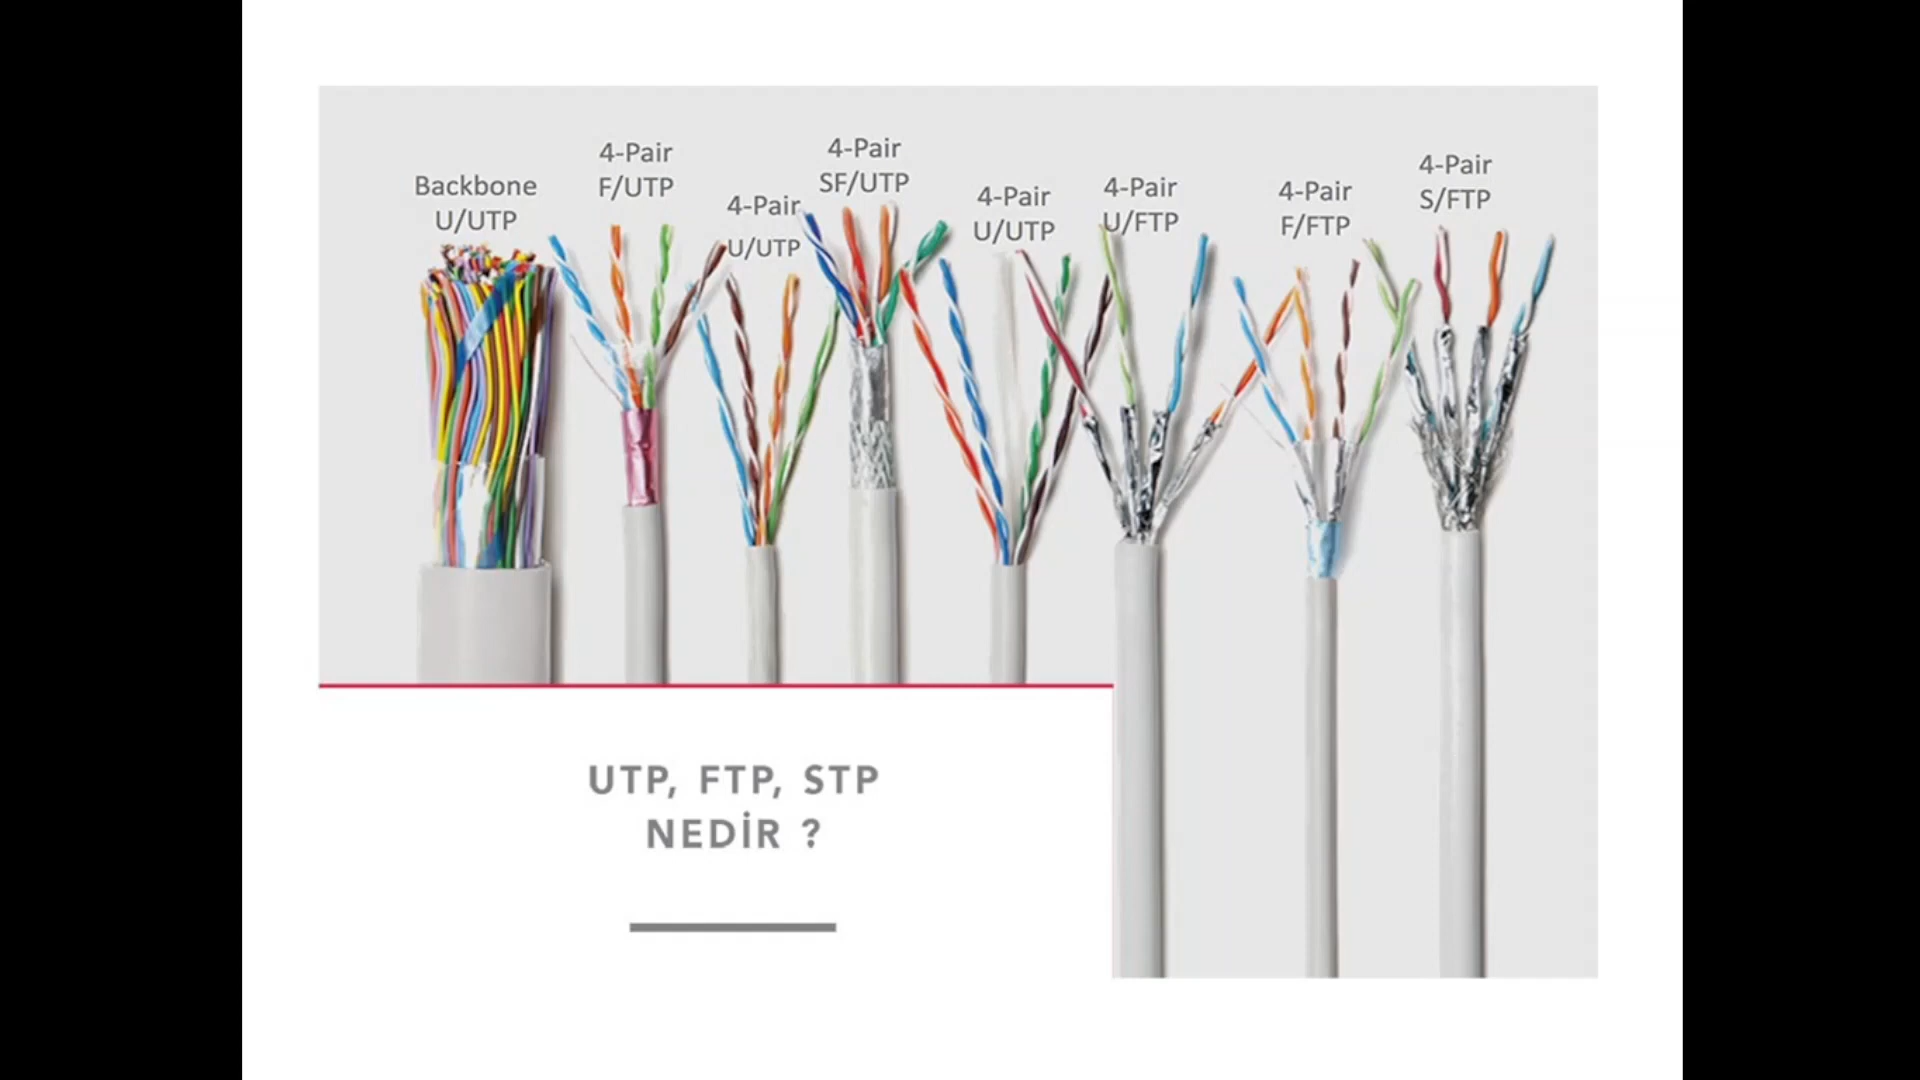 Backbone
U/UTP
4-Pair
F/UTP
4-Pair
U/UTP
4-Pair
SF/UTP
4-Pair
U/UTP
4-Pair
U/FTP
4-Pair
F/FTP
4-Pair
S/FTP
UTP, FTP, STP
NEDİR ?